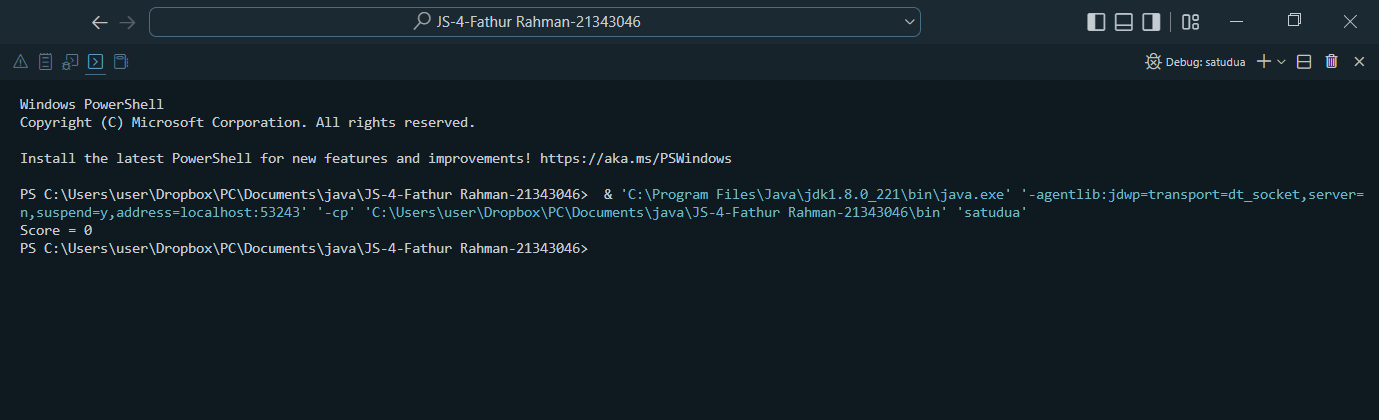 JS-4-Fathur Rahman-21343046
Debug: satudua
Windows PowerShell
Copyright (C) Microsoft Corporation. All rights reserved.
Install the latest PowerShell for new features and improvements! https://aka.ms/PSWindows
PS C:\Users\user\Dropbox\PC\Documents\java\JS-4-Fathur Rahman-21343046>  & 'C:\Program Files\Java\jdk1.8.0_221\bin\java.exe' '-agentlib:jdwp=transport=dt_socket,server=
n,suspend=y,address=localhost:53243' '-cp' 'C:\Users\user\Dropbox\PC\Documents\java\JS-4-Fathur Rahman-21343046\bin' 'satudua'
Score = 0
PS C:\Users\user\Dropbox\PC\Documents\java\JS-4-Fathur Rahman-21343046>